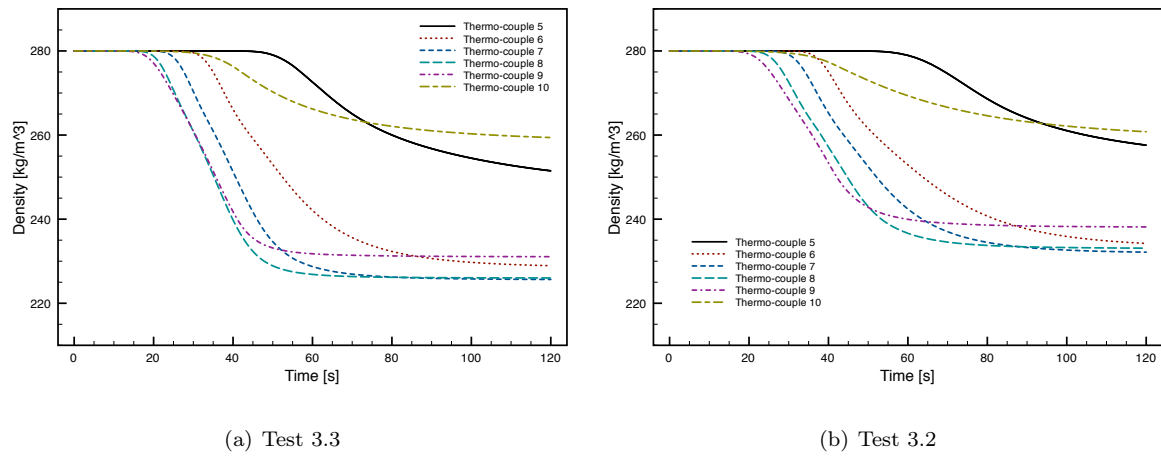 280
260
240
220
Density [kg/m^3]
0
20
40
60
80
100
120
Time [s]
Thermo-couple 5
Thermo-couple 6
Thermo-couple 7
Thermo-couple 8
Thermo-couple 9
Thermo-couple 10
(a) Test 3.3
280
260
240
220
Density [kg/m^3]
0
20
40
60
80
100
120
Time [s]
Thermo-couple 5
Thermo-couple 6
Thermo-couple 7
Thermo-couple 8
Thermo-couple 9
Thermo-couple 10
(b) Test 3.2